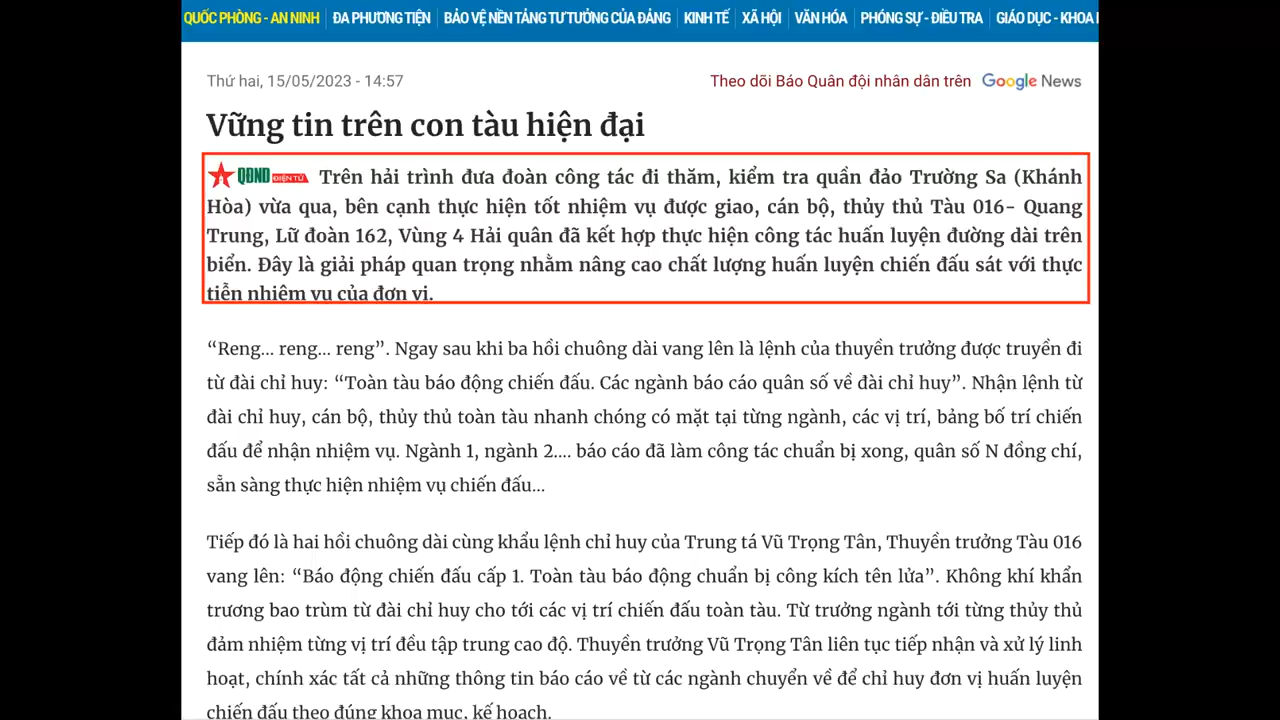 QUỐC PHÒNG - AN NINH ĐA PHƯƠNG TIỆN BẢO VỆ NỀN TẢNG TƯ TƯỞNG CỦA ĐẢNG KINH TẾ XÃ HỘI VĂN HÓA PHÓNG SỰ - ĐIỀU TRA GIÁO DỤC - KHOA
Thứ hai, 15/05/2023 - 14:57 Theo dõi Báo Quân đội nhân dân trên Google News
Vững tin trên con tàu hiện đại
QĐND ĐIỆN TỬ Trên hải trình đưa đoàn công tác đi thăm, kiểm tra quần đảo Trường Sa (Khánh
Hòa) vừa qua, bên cạnh thực hiện tốt nhiệm vụ được giao, cán bộ, thủy thủ Tàu 016- Quang
Trung, Lữ đoàn 162, Vùng 4 Hải quân đã kết hợp thực hiện công tác huấn luyện đường dài trên
biển. Đây là giải pháp quan trọng nhằm nâng cao chất lượng huấn luyện chiến đấu sát với thực
tiễn nhiệm vụ của đơn vị.
“Reng... reng... reng”. Ngay sau khi ba hồi chuông dài vang lên là lệnh của thuyền trưởng được truyền đi
từ đài chỉ huy: “Toàn tàu báo động chiến đấu. Các ngành báo cáo quân số về đài chỉ huy”. Nhận lệnh từ
đài chỉ huy, cán bộ, thủy thủ toàn tàu nhanh chóng có mặt tại từng ngành, các vị trí, bảng bố trí chiến
đấu để nhận nhiệm vụ. Ngành 1, ngành 2.... báo cáo đã làm công tác chuẩn bị xong, quân số N đồng chí,
sẵn sàng thực hiện nhiệm vụ chiến đấu...
Tiếp đó là hai hồi chuông dài cùng khẩu lệnh chỉ huy của Trung tá Vũ Trọng Tân, Thuyền trưởng Tàu 016
vang lên: “Báo động chiến đấu cấp 1. Toàn tàu báo động chuẩn bị công kích tên lửa”. Không khí khẩn
trương bao trùm từ đài chỉ huy cho tới các vị trí chiến đấu toàn tàu. Từ trưởng ngành tới từng thủy thủ
đảm nhiệm từng vị trí đều tập trung cao độ. Thuyền trưởng Vũ Trọng Tân liên tục tiếp nhận và xử lý linh
hoạt, chính xác tất cả những thông tin báo cáo về từ các ngành chuyển về để chỉ huy đơn vị huấn luyện
chiến đấu theo đúng khoa mục, kế hoạch.